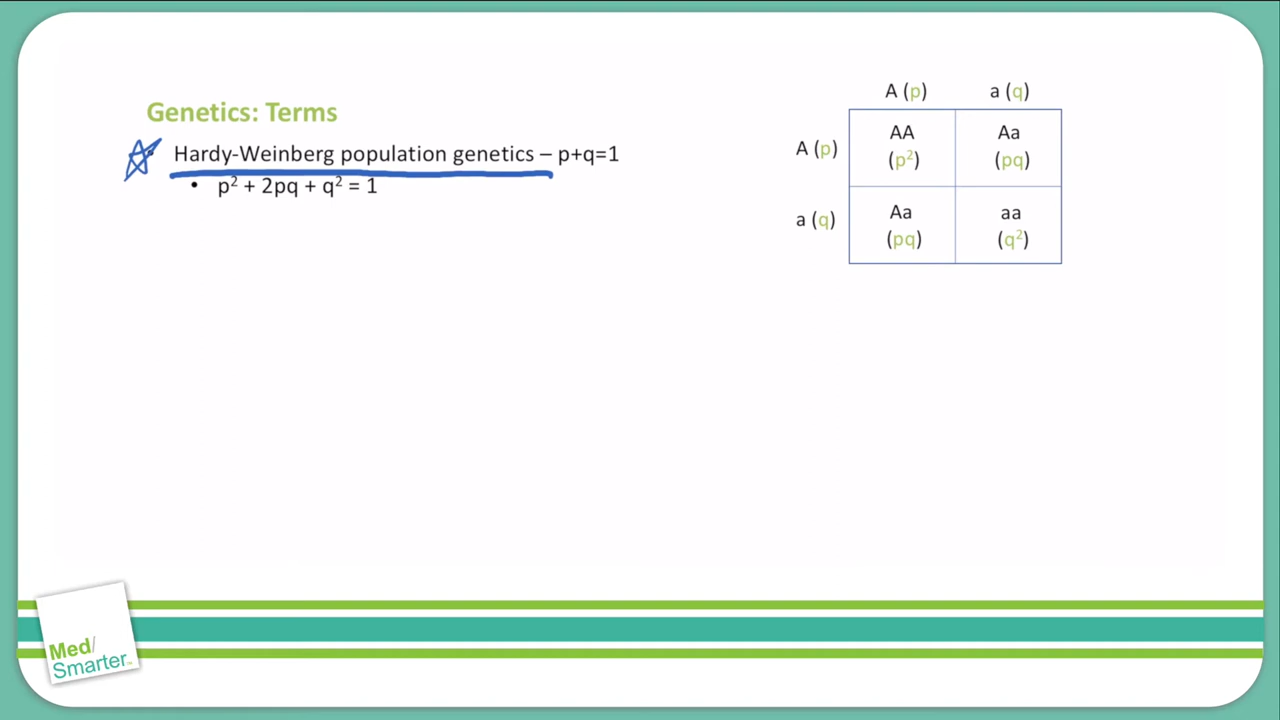 Genetics: Terms
Hardy-Weinberg population genetics – p+q=1
• p² + 2pq + q² = 1
A (p) a (q)
A (p) AA Aa
(p²) (pq)
a (q) Aa aa
(pq) (q²)
Med/
Smarter™